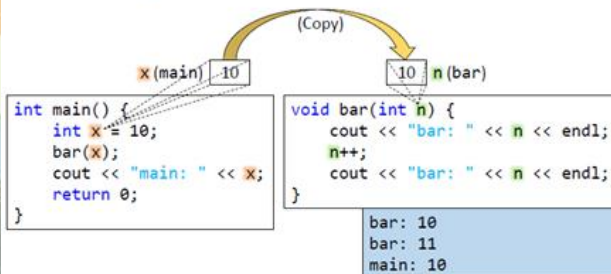 (Copy)
x (main) 10
10 n (bar)
int main() {
    int x = 10;
    bar(x);
    cout << "main: " << x;
    return 0;
}
void bar(int n) {
    cout << "bar: " << n << endl;
    n++;
    cout << "bar: " << n << endl;
}
bar: 10
bar: 11
main: 10